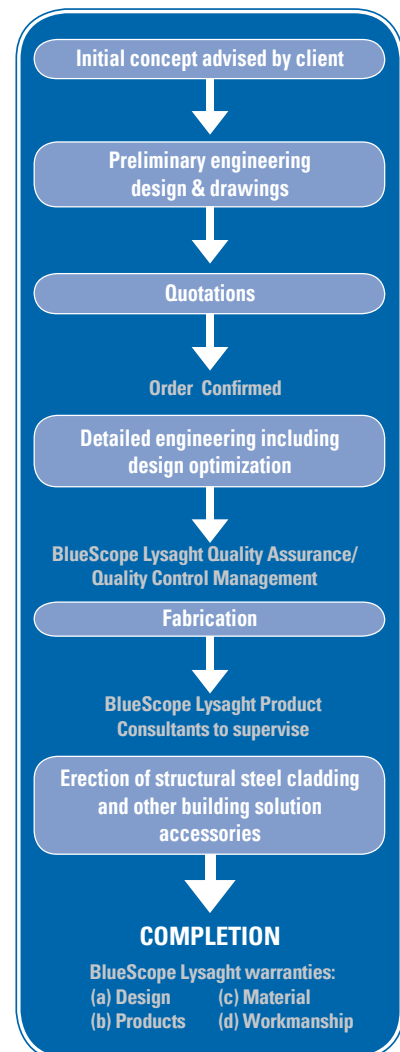 Initial concept advised by client
Preliminary engineering
design & drawings
Quotations
Order Confirmed
Detailed engineering including
design optimization
BlueScope Lysaght Quality Assurance/
Quality Control Management
Fabrication
BlueScope Lysaght Product
Consultants to supervise
Erection of structural steel cladding
and other building solution
accessories
COMPLETION
BlueScope Lysaght warranties:
(a) Design (c) Material
(b) Products (d) Workmanship